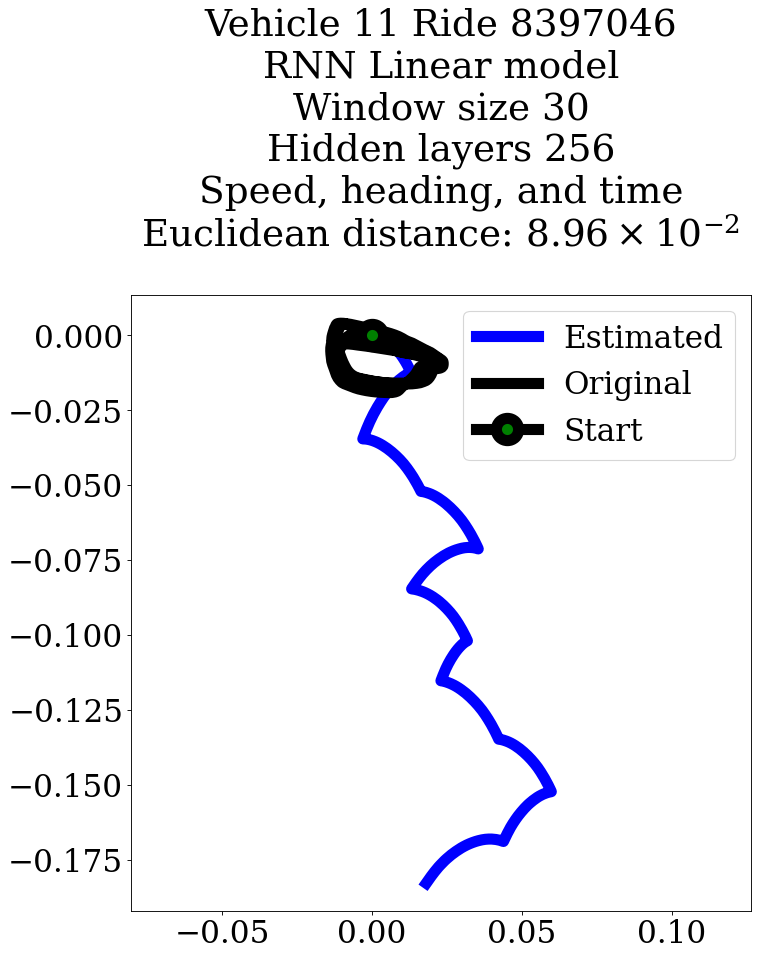 Vehicle 11 Ride 8397046
RNN Linear model
Window size 30
Hidden layers 256
Speed, heading, and time
Euclidean distance: 8.96 × 10⁻²
Estimated
Original
Start
0.000
−0.025
−0.050
−0.075
−0.100
−0.125
−0.150
−0.175
−0.05
0.00
0.05
0.10